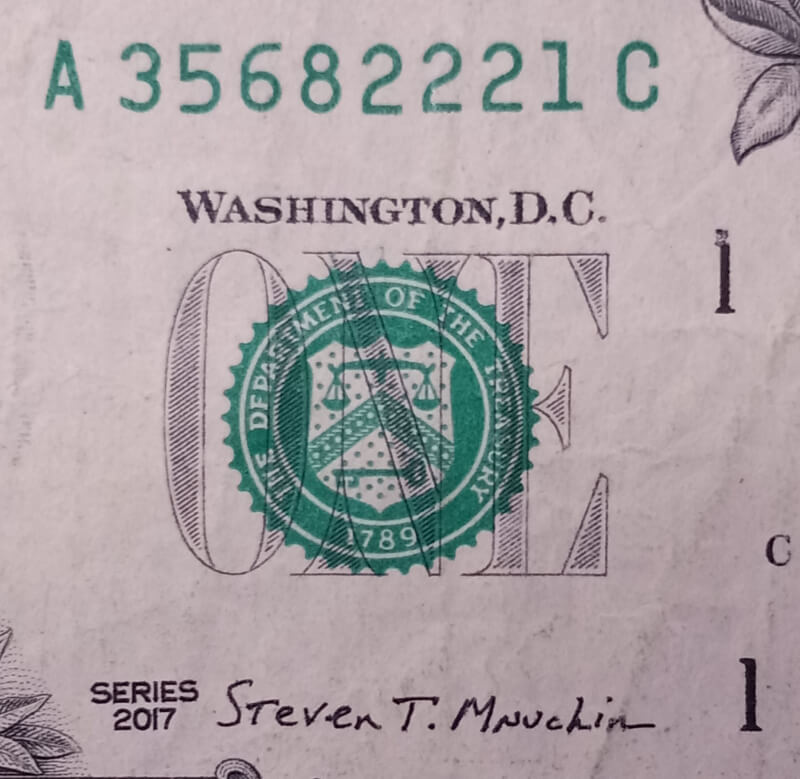 A 35682221 C
WASHINGTON, D.C.
1
ONE
THE DEPARTMENT OF THE TREASURY
1789
C
SERIES
2017
Steven T. Mnuchin
1